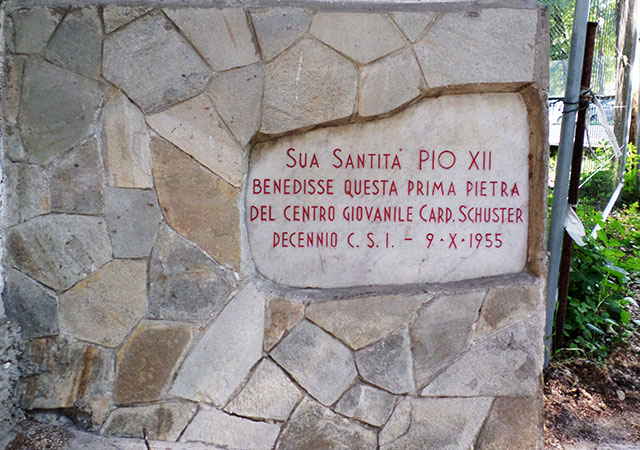 SUA SANTITA' PIO XII
BENEDISSE QUESTA PRIMA PIETRA
DEL CENTRO GIOVANILE CARD. SCHUSTER
DECENNIO C. S. I. - 9 · X · 1955